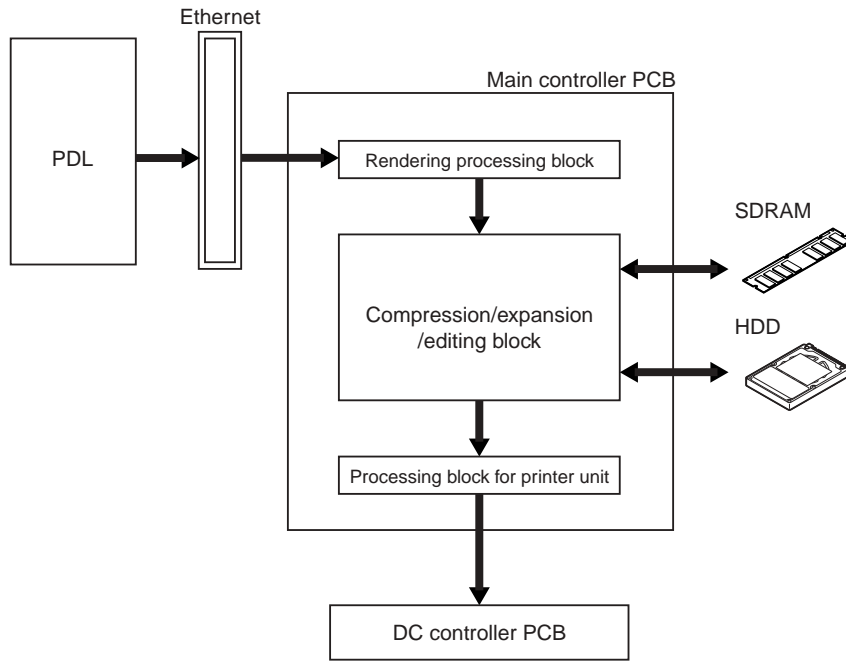 Ethernet
Main controller PCB
PDL
Rendering processing block
SDRAM
Compression/expansion
/editing block
HDD
Processing block for printer unit
DC controller PCB